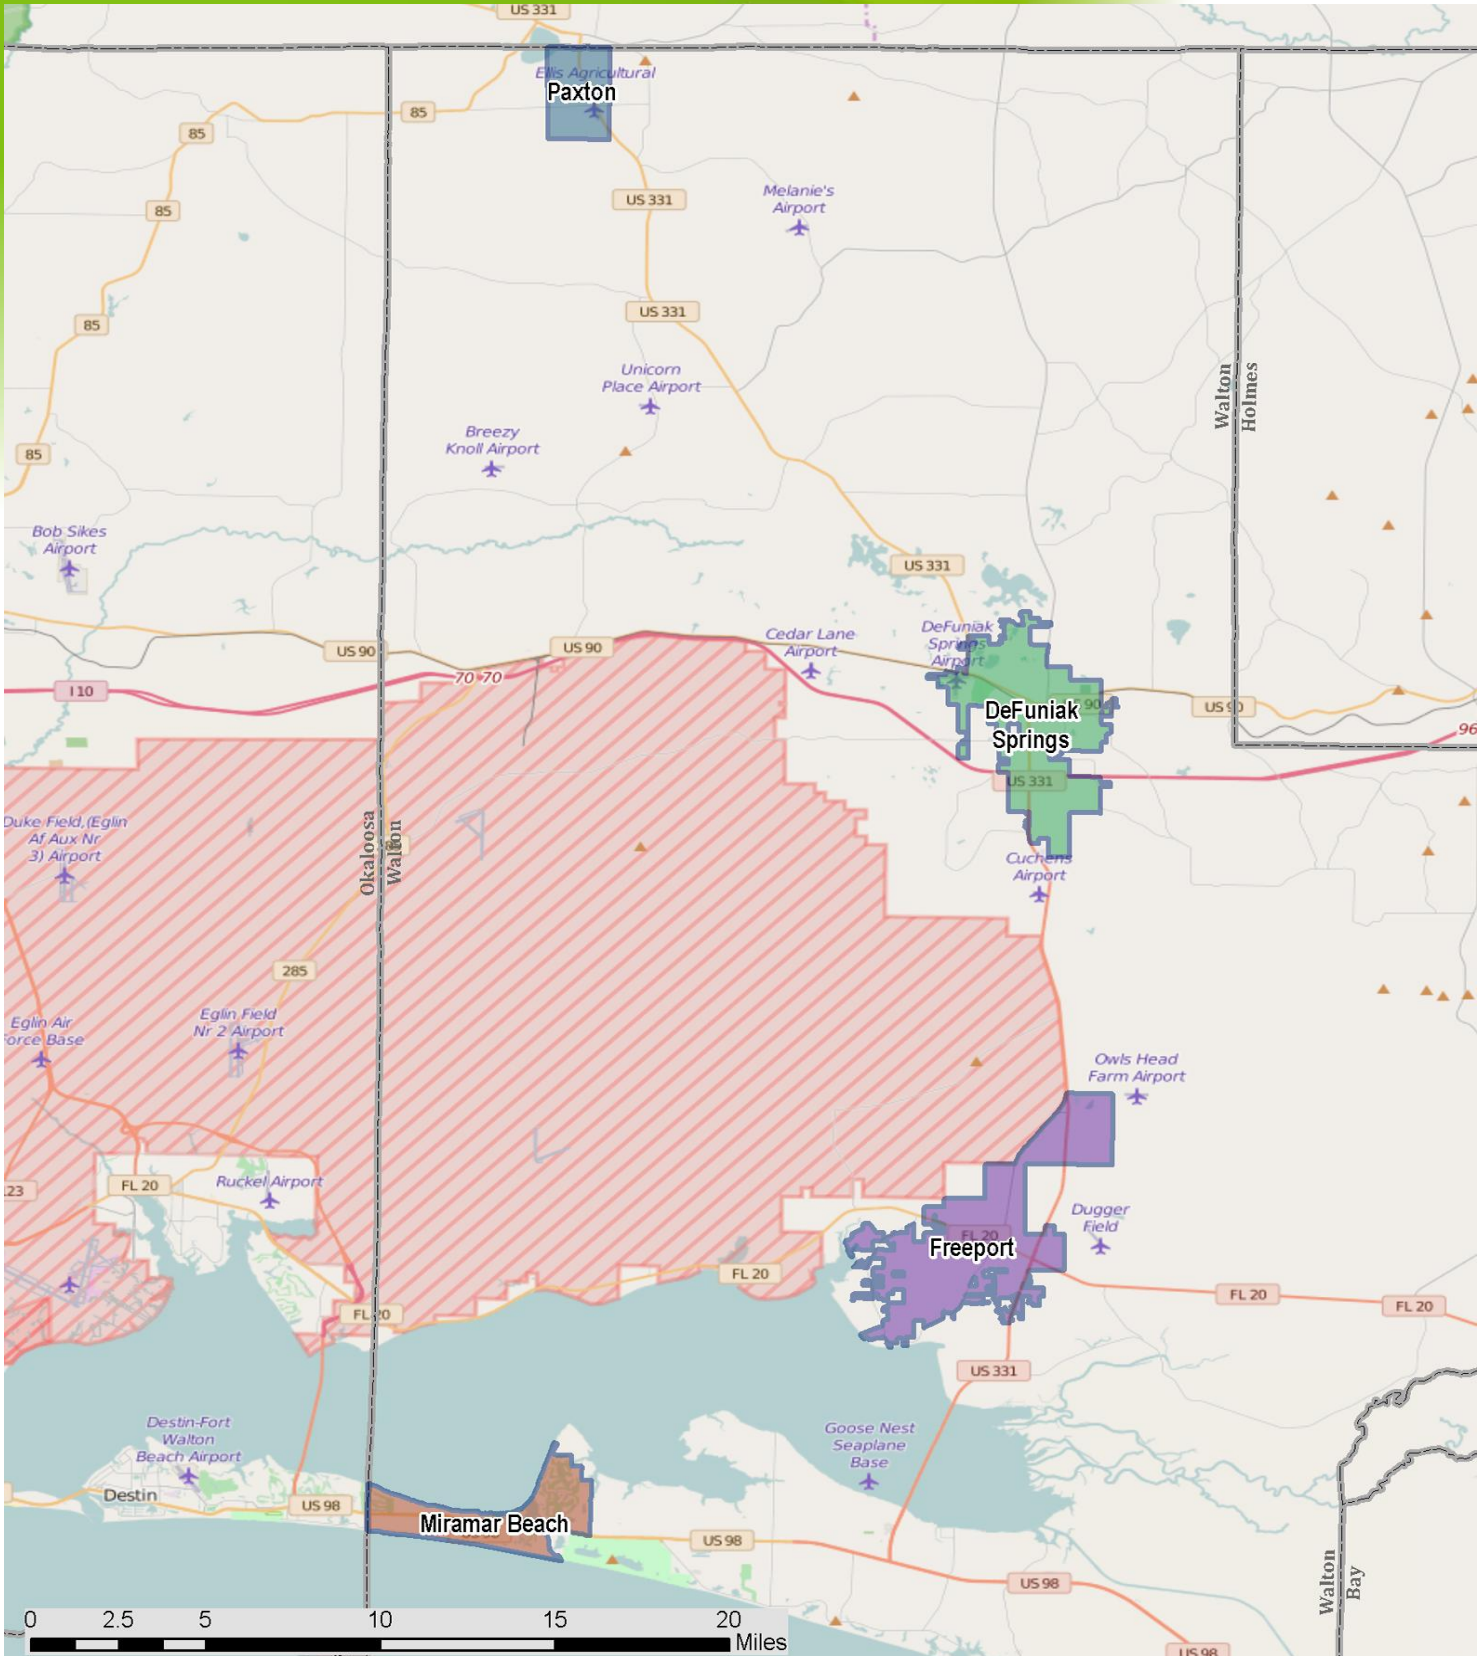 US 331
Ellis Agricultural
Paxton
85
85
85
US 331
Melanie's
Airport
US 331
85
Unicorn
Place Airport
Walton
Holmes
Breezy
Knoll Airport
85
Bob Sikes
Airport
US 331
DeFuniak
Springs
Airport
Cedar Lane
Airport
US 90
US 90
70 70
I 10
DeFuniak
Springs
90
US 90
96
US 331
Duke Field,(Eglin
Af Aux Nr
3) Airport
Okaloosa
Walton
Cuchens
Airport
285
Eglin Field
Nr 2 Airport
Eglin Air
orce Base
Owls Head
Farm Airport
FL 20
Ruckel Airport
23
Dugger
Field
FL 20
Freeport
FL 20
FL 20
FL 20
FL 20
US 331
Destin-Fort
Walton
Beach Airport
Goose Nest
Seaplane
Base
Destin
US 98
Miramar Beach
US 98
US 98
Walton
Bay
US 98
0 2.5 5 10 15 20
Miles